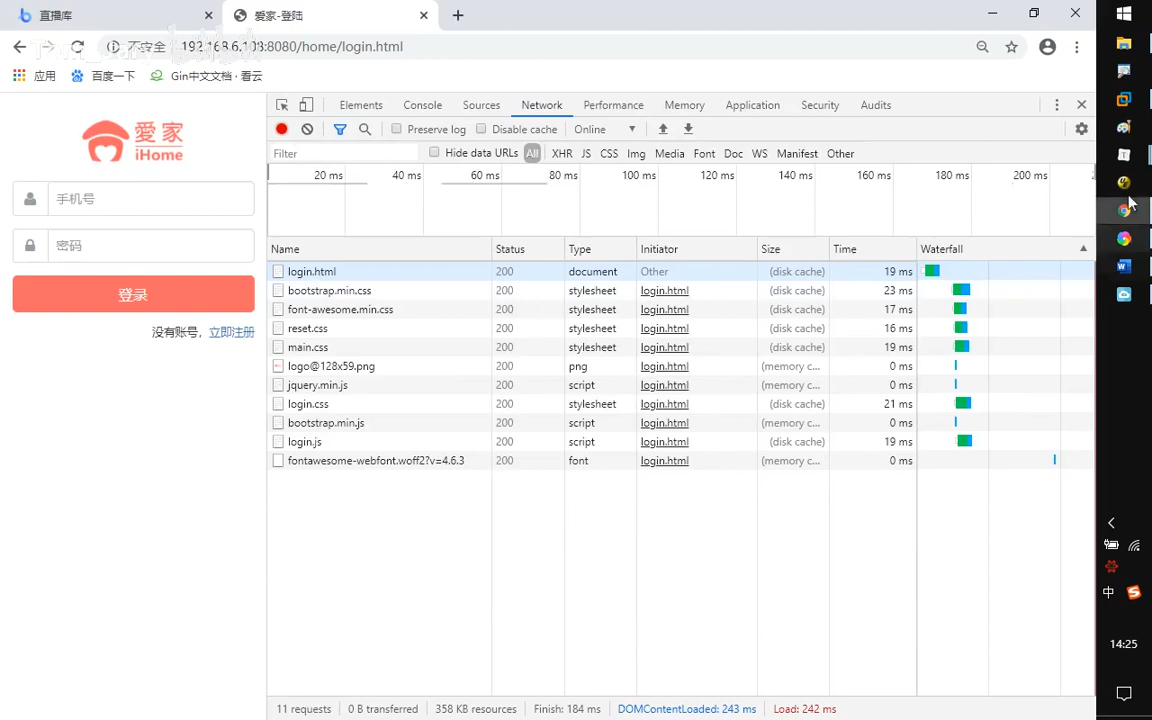 直播库
爱家-登陆
不安全 192.168.6.108:8080/home/login.html
应用 百度一下 Gin中文文档·看云
Elements Console Sources Network Performance Memory Application Security Audits
Preserve log Disable cache Online
Filter Hide data URLs All XHR JS CSS Img Media Font Doc WS Manifest Other
20 ms 40 ms 60 ms 80 ms 100 ms 120 ms 140 ms 160 ms 180 ms 200 ms
Name Status Type Initiator Size Time Waterfall
login.html 200 document Other (disk cache) 19 ms
bootstrap.min.css 200 stylesheet login.html (disk cache) 23 ms
font-awesome.min.css 200 stylesheet login.html (disk cache) 17 ms
reset.css 200 stylesheet login.html (disk cache) 16 ms
main.css 200 stylesheet login.html (disk cache) 19 ms
logo@128x59.png 200 png login.html (memory c... 0 ms
jquery.min.js 200 script login.html (memory c... 0 ms
login.css 200 stylesheet login.html (disk cache) 21 ms
bootstrap.min.js 200 script login.html (memory c... 0 ms
login.js 200 script login.html (disk cache) 19 ms
fontawesome-webfont.woff2?v=4.6.3 200 font login.html (memory c... 0 ms
11 requests 0 B transferred 358 KB resources Finish: 184 ms DOMContentLoaded: 243 ms Load: 242 ms
愛家
iHome
手机号
密码
登录
没有账号，立即注册
中
14:25